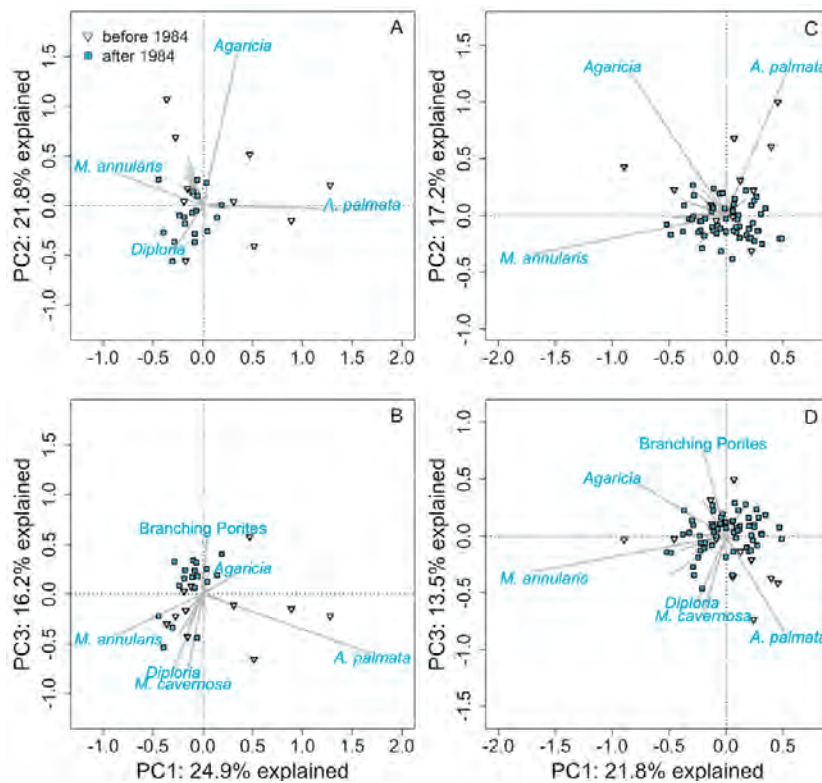 A
before 1984
after 1984
Agaricia
M. annularis
A. palmata
Diploria
PC2: 21.8% explained
1.5
1.0
0.5
0.0
-0.5
-1.0
-1.0 -0.5 0.0 0.5 1.0 1.5 2.0
C
Agaricia
A. palmata
M. annularis
PC2: 17.2% explained
1.5
1.0
0.5
0.0
-0.5
-1.0
-2.0 -1.5 -1.0 -0.5 0.0 0.5
B
Branching Porites
Agaricia
M. annularis
Diploria
M. cavernosa
A. palmata
PC3: 16.2% explained
1.5
1.0
0.5
0.0
-0.5
-1.0
-1.0 -0.5 0.0 0.5 1.0 1.5 2.0
PC1: 24.9% explained
D
Branching Porites
Agaricia
M. annularis
Diploria
M. cavernosa
A. palmata
PC3: 13.5% explained
1.0
0.5
0.0
-0.5
-1.0
-1.5
-2.0 -1.5 -1.0 -0.5 0.0 0.5
PC1: 21.8% explained